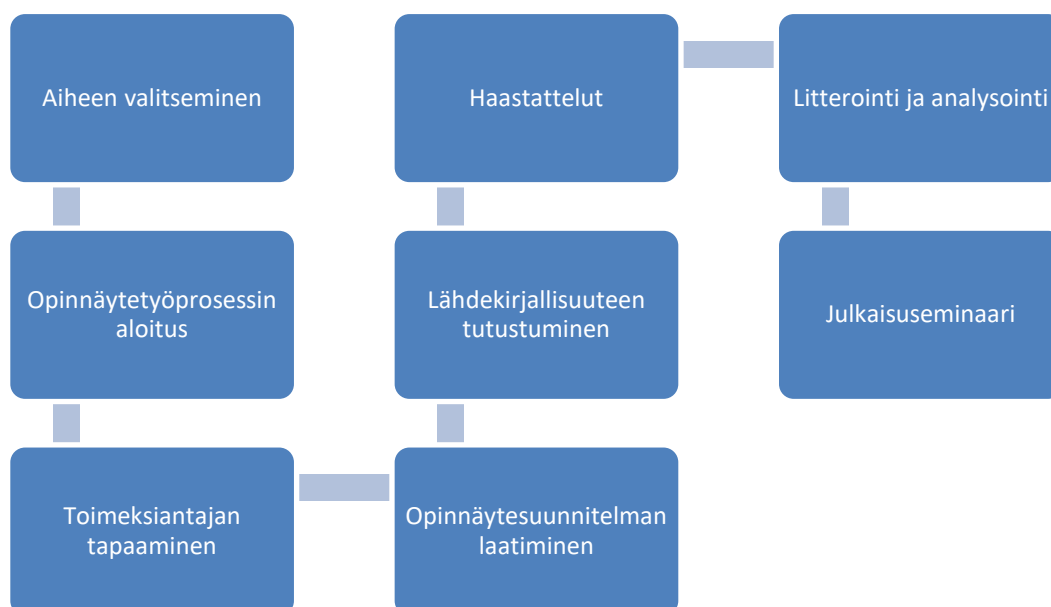 Aiheen valitseminen
Opinnäytetyöprosessin
aloitus
Toimeksiantajan
tapaaminen
Opinnäytesuunnitelman
laatiminen
Lähdekirjallisuuteen
tutustuminen
Haastattelut
Litterointi ja analysointi
Julkaisuseminaari